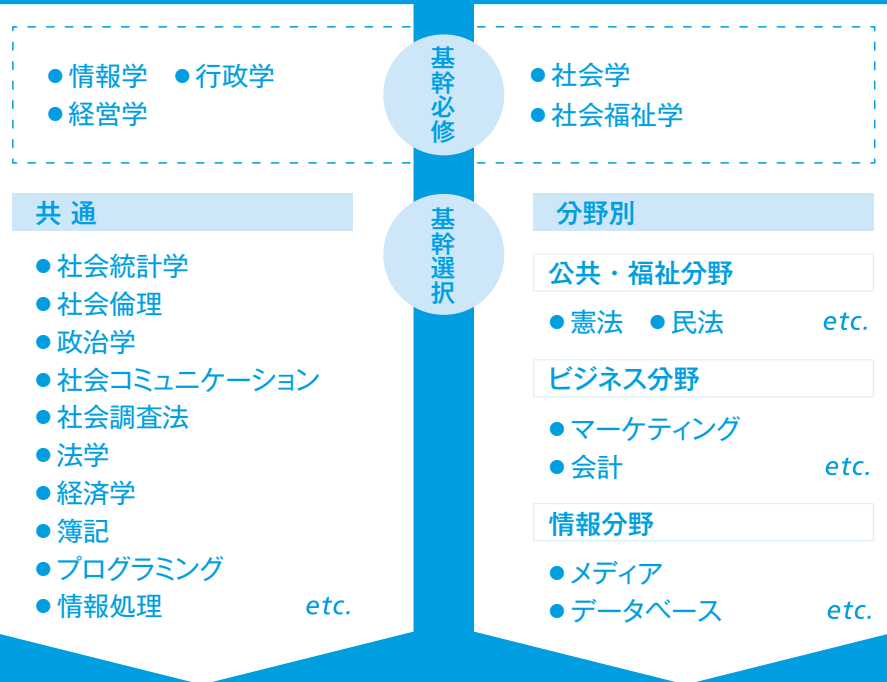 基幹必修
●情報学 ●行政学
●経営学
●社会学
●社会福祉学
基幹選択
共通
●社会統計学
●社会倫理
●政治学
●社会コミュニケーション
●社会調査法
●法学
●経済学
●簿記
●プログラミング
●情報処理 etc.
分野別
公共・福祉分野
●憲法 ●民法 etc.
ビジネス分野
●マーケティング
●会計 etc.
情報分野
●メディア
●データベース etc.